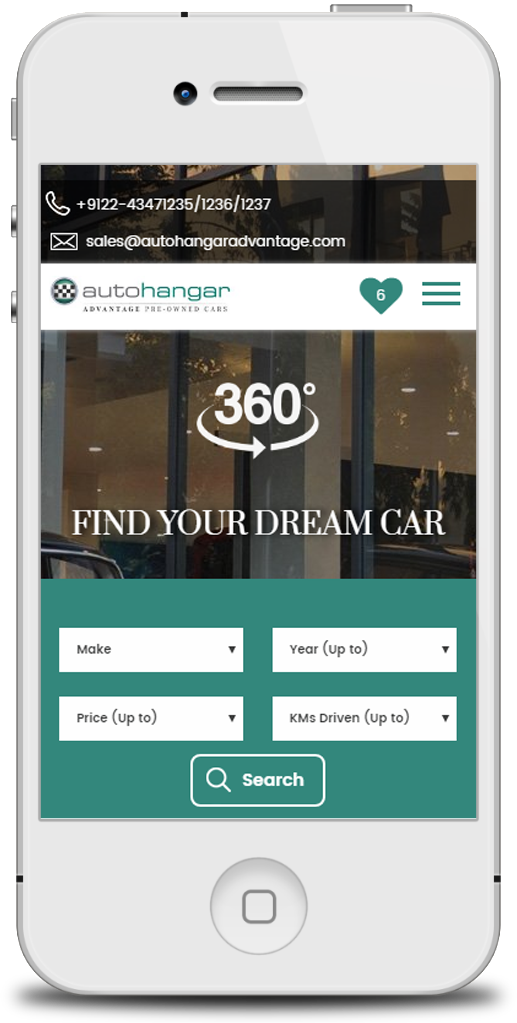 +9122-43471235/1236/1237
sales@autohangaradvantage.com
autohangar
ADVANTAGE PRE-OWNED CARS
6
360°
FIND YOUR DREAM CAR
Make
Year (Up to)
Price (Up to)
KMs Driven (Up to)
Search